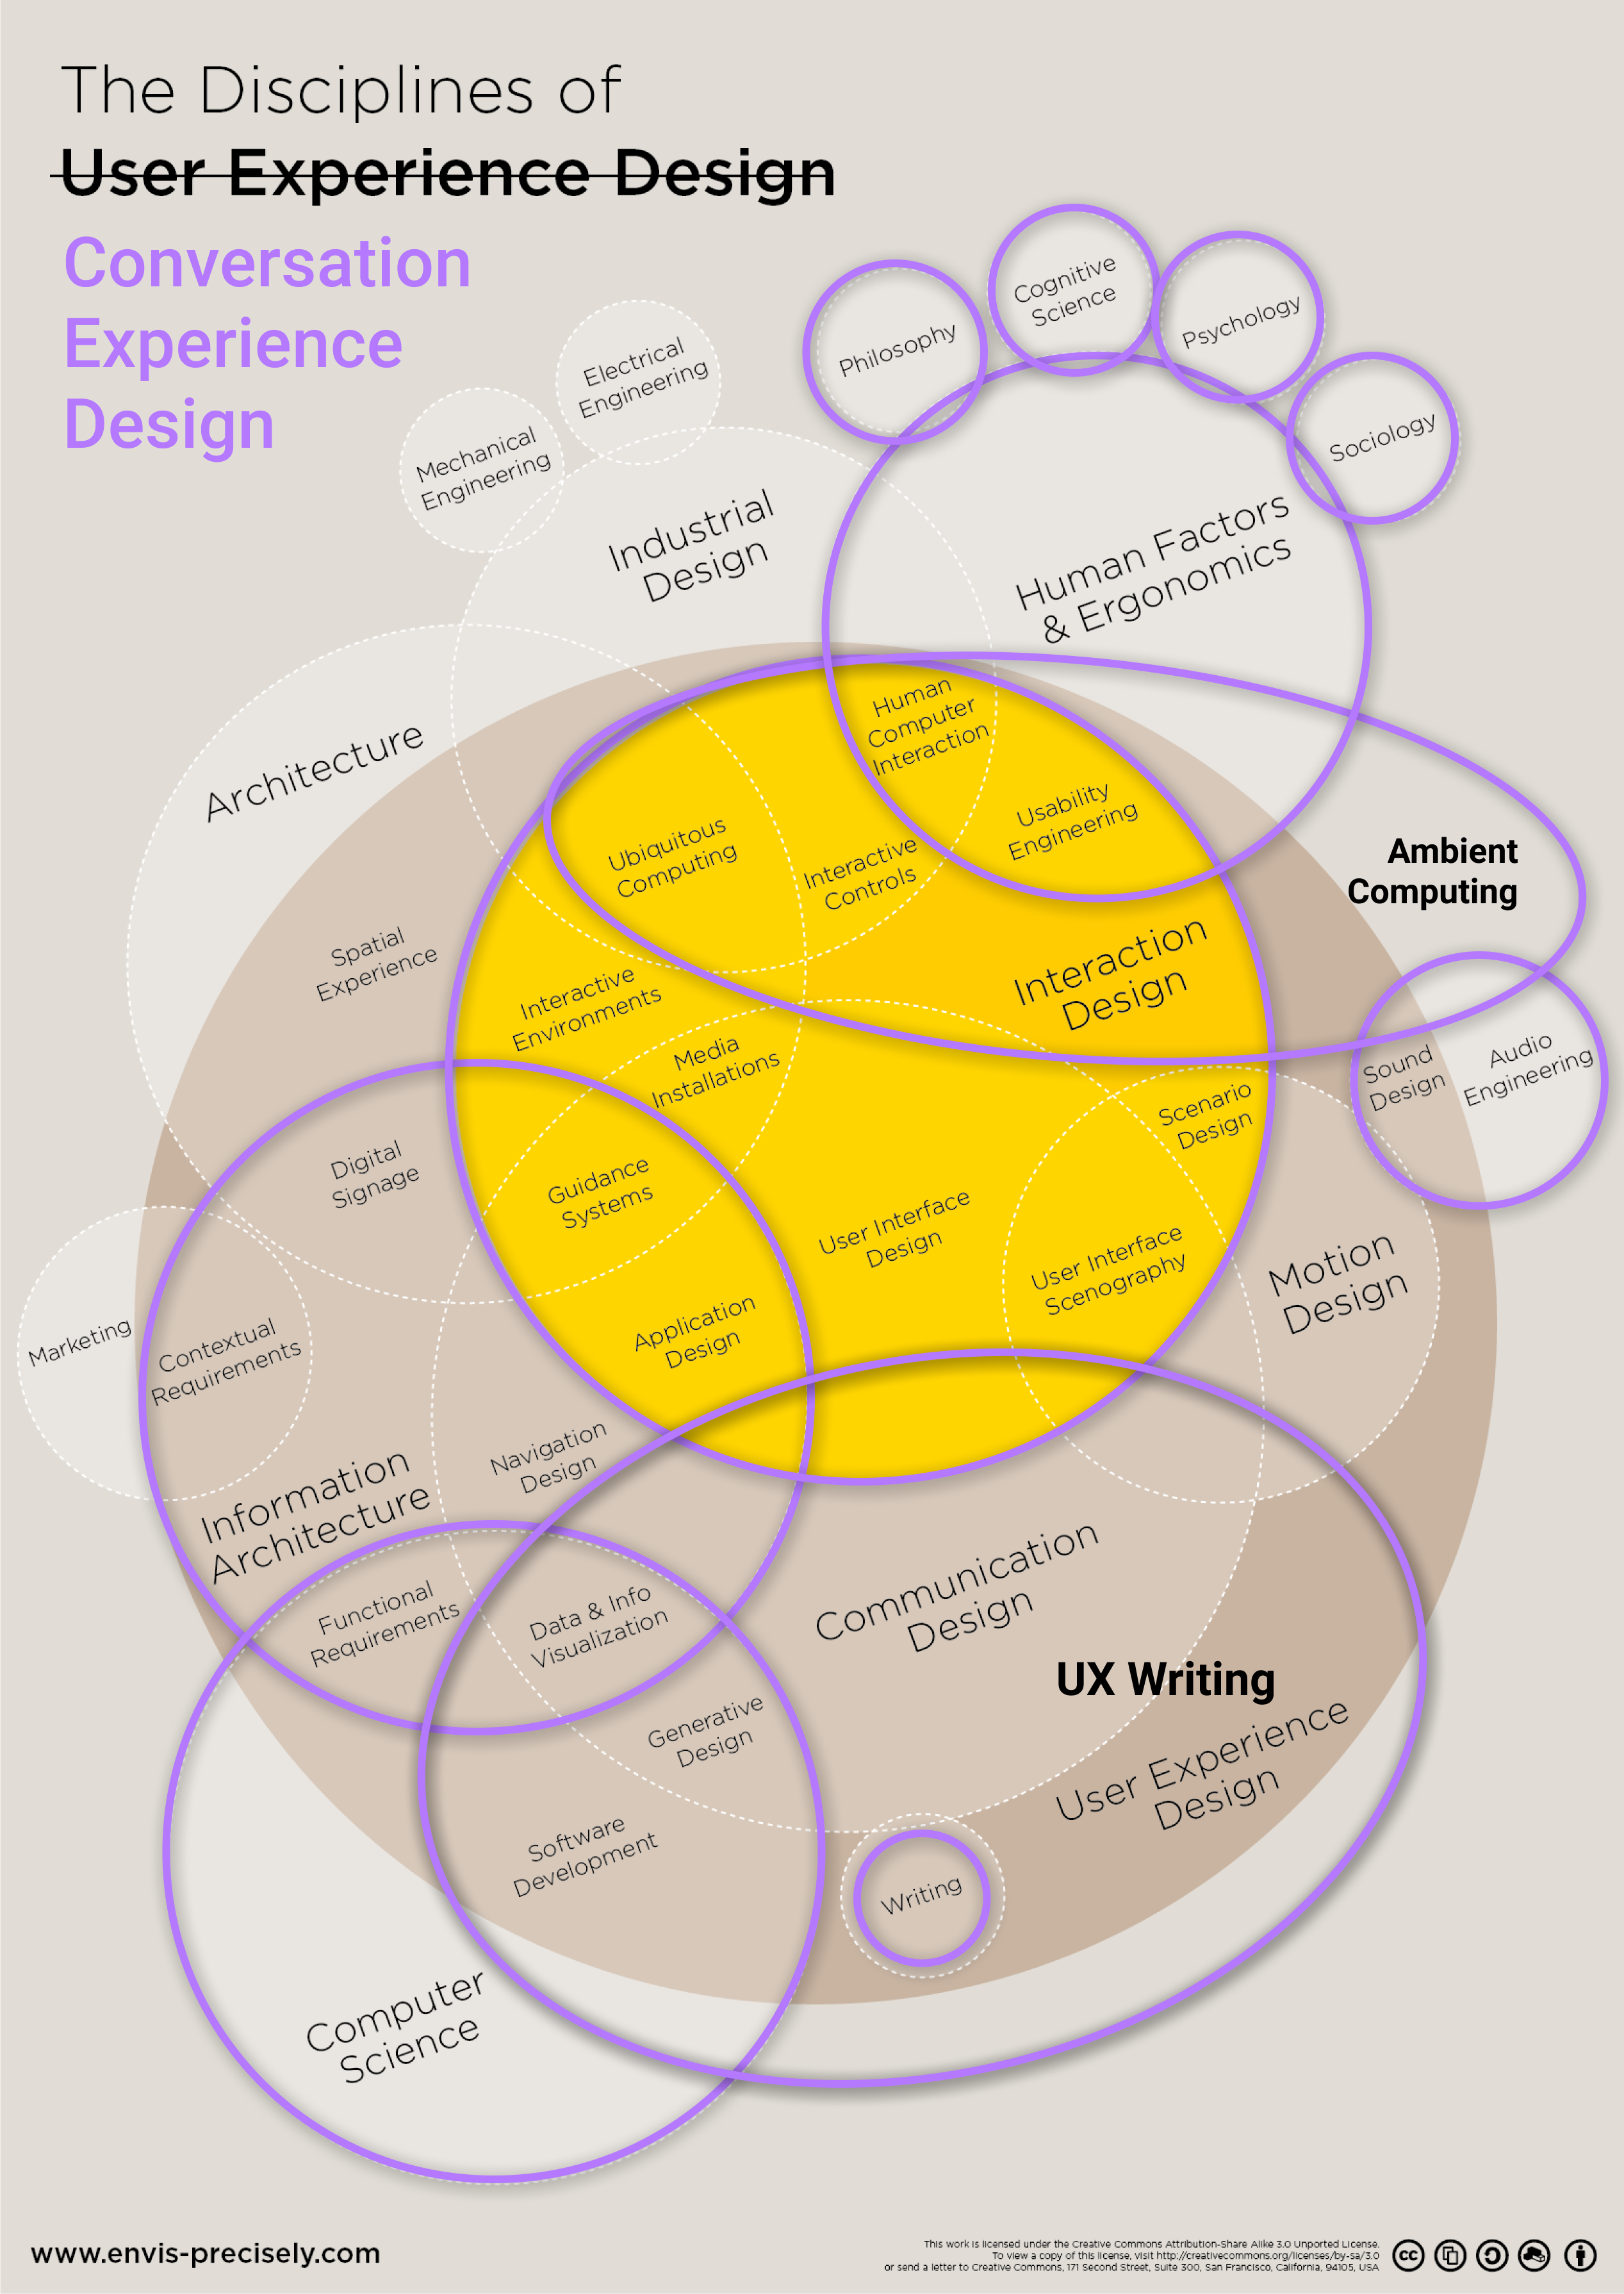 The Disciplines of
User Experience Design
Conversation
Experience
Design
Philosophy
Cognitive
Science
Psychology
Sociology
Electrical
Engineering
Mechanical
Engineering
Industrial
Design
Human Factors
& Ergonomics
Architecture
Human
Computer
Interaction
Usability
Engineering
Ubiquitous
Computing
Interactive
Controls
Ambient
Computing
Spatial
Experience
Interactive
Environments
Interaction
Design
Media
Installations
Sound
Design
Audio
Engineering
Scenario
Design
Digital
Signage
Guidance
Systems
User Interface
Design
User Interface
Scenography
Motion
Design
Marketing
Contextual
Requirements
Application
Design
Navigation
Design
Information
Architecture
Functional
Requirements
Data & Info
Visualization
Communication
Design
UX Writing
Generative
Design
User Experience
Design
Software
Development
Writing
Computer
Science
www.envis-precisely.com
This work is licensed under the Creative Commons Attribution-Share Alike 3.0 Unported License.
To view a copy of this license, visit http://creativecommons.org/licenses/by-sa/3.0
or send a letter to Creative Commons, 171 Second Street, Suite 300, San Francisco, California, 94105, USA
cc